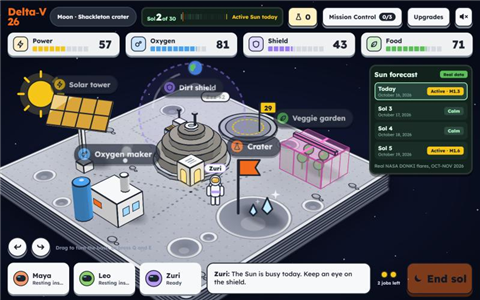 Delta-V
26
Moon · Shackleton crater
Sol 2 of 30
Active Sun today
0
Mission Control 0/3
Upgrades
Power 57
Oxygen 81
Shield 43
Food 71
Solar tower
Dirt shield
Oxygen maker
29
Veggie garden
Crater
Zuri
Sun forecast
Real data
Today
October 16, 2026
Active · M1.3
Sol 3
October 17, 2026
Calm
Sol 4
October 18, 2026
Calm
Sol 5
October 19, 2026
Active · M1.6
Real NASA DONKI flares, OCT-NOV 2026
Drag to
Maya
Resting ins...
Leo
Resting ins...
Zuri
Ready
Zuri: The Sun is busy today. Keep an eye on
the shield.
2 jobs left
End sol